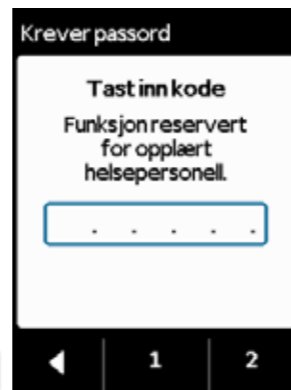 Krever passord
Tast inn kode
Funksjon reservert
for opplært
helsepersonell.
. . . . .
1 2